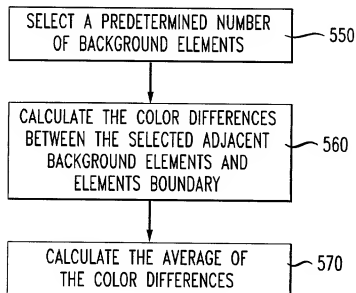 SELECT A PREDETERMINED NUMBER
OF BACKGROUND ELEMENTS
550
CALCULATE THE COLOR DIFFERENCES
BETWEEN THE SELECTED ADJACENT
BACKGROUND ELEMENTS AND
ELEMENTS BOUNDARY
560
CALCULATE THE AVERAGE OF
THE COLOR DIFFERENCES
570